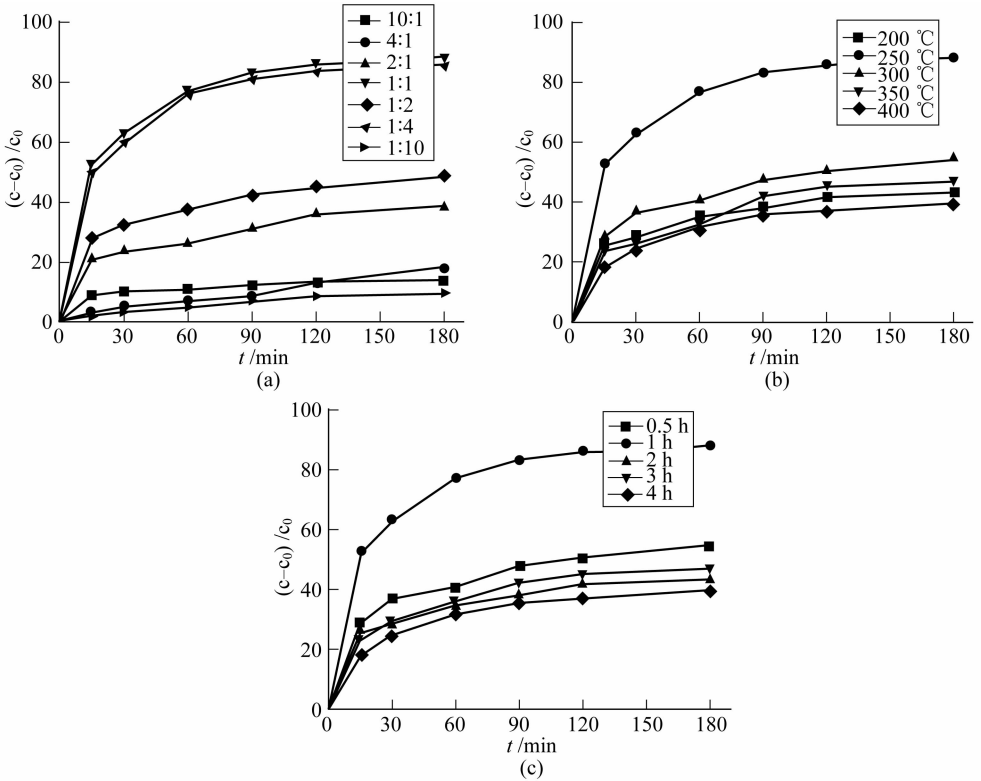 100
80
60
40
20
0
(c–c₀) /c₀
10∶1
4∶1
2∶1
1∶1
1∶2
1∶4
1∶10
0 30 60 90 120 150 180
t /min
(a)
100
80
60
40
20
0
(c–c₀) /c₀
200 ℃
250 ℃
300 ℃
350 ℃
400 ℃
0 30 60 90 120 150 180
t /min
(b)
100
80
60
40
20
0
(c–c₀) /c₀
0.5 h
1 h
2 h
3 h
4 h
0 30 60 90 120 150 180
t /min
(c)